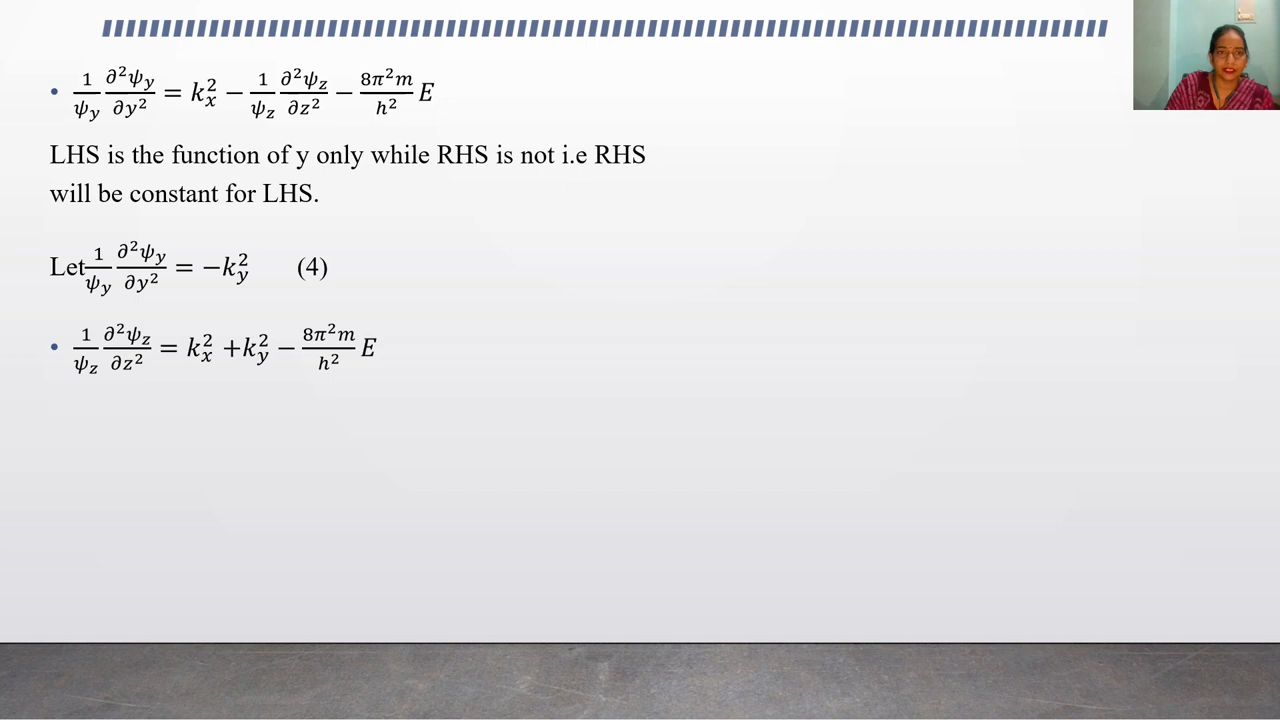 • 1/ψ_y ∂²ψ_y/∂y² = k_x² − 1/ψ_z ∂²ψ_z/∂z² − 8π²m/h² E
LHS is the function of y only while RHS is not i.e RHS
will be constant for LHS.
Let 1/ψ_y ∂²ψ_y/∂y² = −k_y² (4)
• 1/ψ_z ∂²ψ_z/∂z² = k_x² +k_y² − 8π²m/h² E